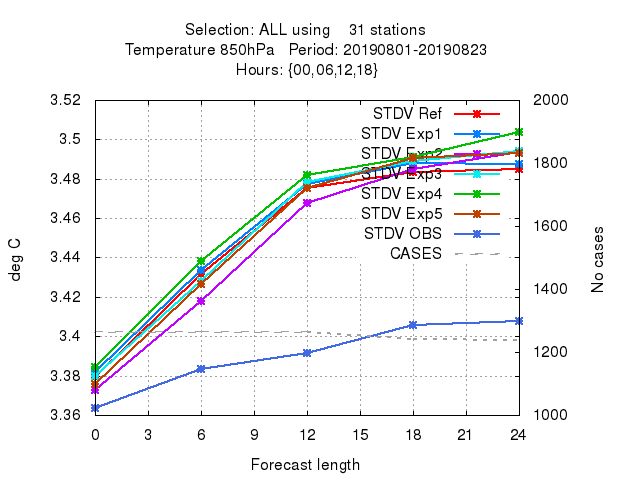 Selection: ALL using 31 stations
Temperature 850hPa Period: 20190801-20190823
Hours: {00,06,12,18}
3.52
3.5
3.48
3.46
3.44
3.42
3.4
3.38
3.36
deg C
2000
1800
1600
1400
1200
1000
No cases
STDV Ref
STDV Exp1
STDV Exp2
STDV Exp3
STDV Exp4
STDV Exp5
STDV OBS
CASES
0 3 6 9 12 15 18 21 24
Forecast length